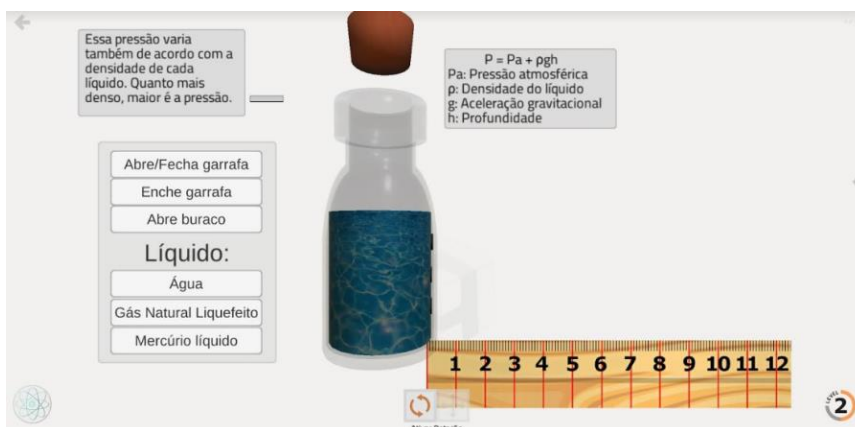 Essa pressão varia
também de acordo com a
densidade de cada
líquido. Quanto mais
denso, maior é a pressão.
P = Pa + ρgh
Pa: Pressão atmosférica
ρ: Densidade do líquido
g: Aceleração gravitacional
h: Profundidade
Abre/Fecha garrafa
Enche garrafa
Abre buraco
Líquido:
Água
Gás Natural Liquefeito
Mercúrio líquido
1 2 3 4 5 6 7 8 9 10 11 12
LEVEL
2